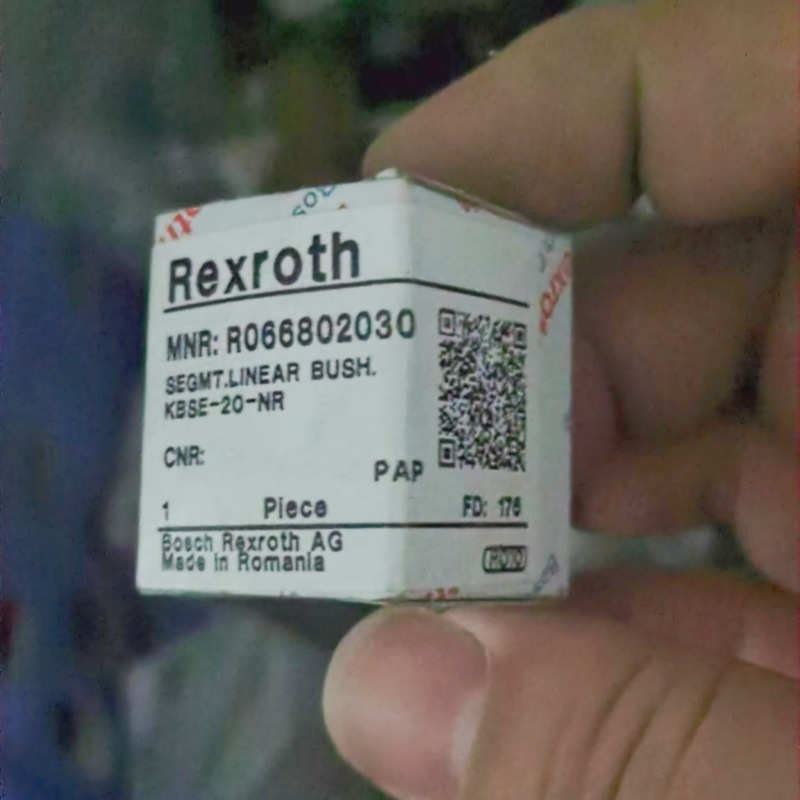 Rexroth
MNR: R066802030
SEGMT.LINEAR BUSH.
KBSE-20-NR
CNR:
PAP
1 Piece FD: 176
Bosch Rexroth AG
Made in Romania